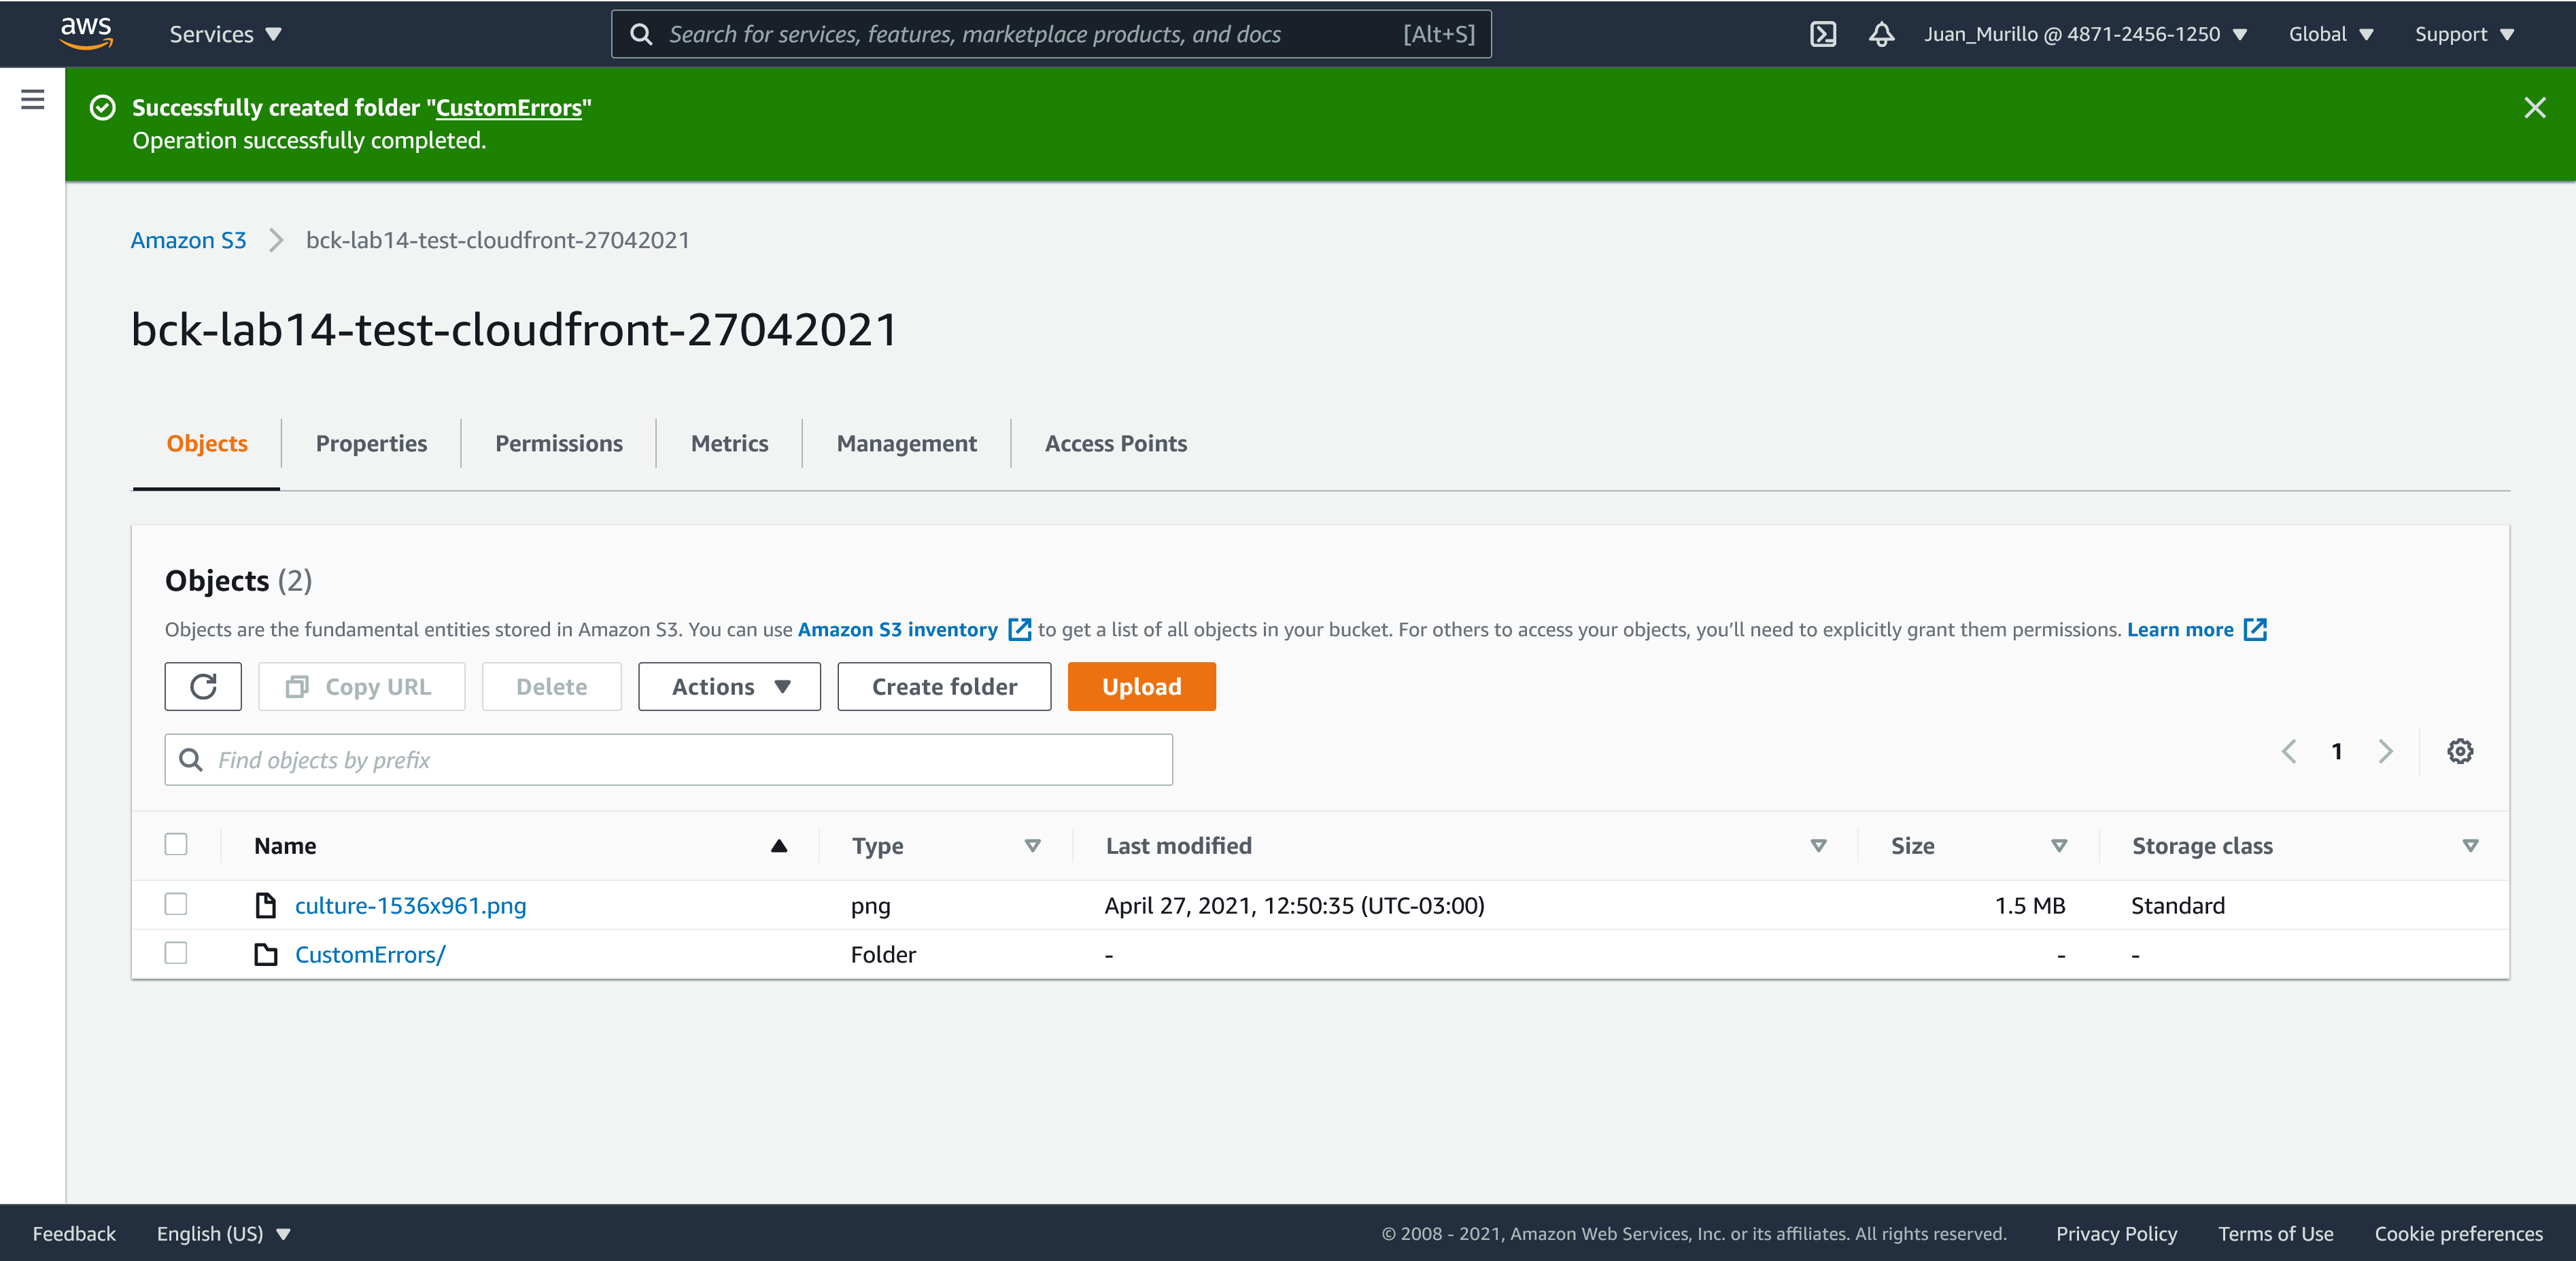 aws Services Search for services, features, marketplace products, and docs [Alt+S] Juan_Murillo @ 4871-2456-1250 Global Support
Successfully created folder "CustomErrors"
Operation successfully completed.
Amazon S3 bck-lab14-test-cloudfront-27042021
bck-lab14-test-cloudfront-27042021
Objects Properties Permissions Metrics Management Access Points
Objects (2)
Objects are the fundamental entities stored in Amazon S3. You can use Amazon S3 inventory to get a list of all objects in your bucket. For others to access your objects, you’ll need to explicitly grant them permissions. Learn more
Copy URL Delete Actions Create folder Upload
Find objects by prefix 1
Name Type Last modified Size Storage class
culture-1536x961.png png April 27, 2021, 12:50:35 (UTC-03:00) 1.5 MB Standard
CustomErrors/ Folder - - -
Feedback English (US) © 2008 - 2021, Amazon Web Services, Inc. or its affiliates. All rights reserved. Privacy Policy Terms of Use Cookie preferences